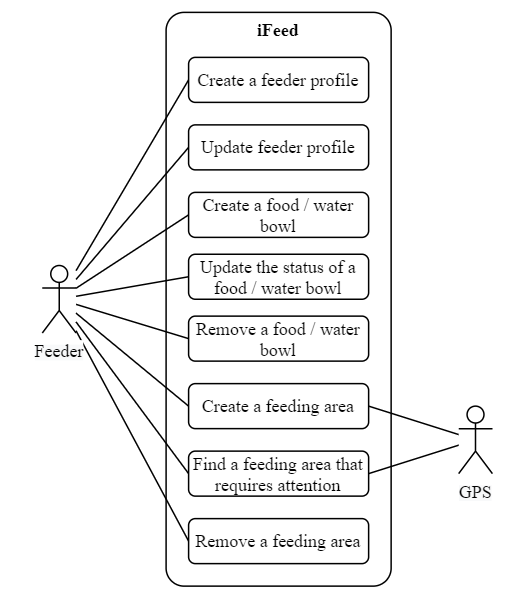 iFeed
Create a feeder profile
Update feeder profile
Create a food / water
bowl
Update the status of a
food / water bowl
Remove a food / water
bowl
Feeder
Create a feeding area
Find a feeding area that
requires attention
GPS
Remove a feeding area